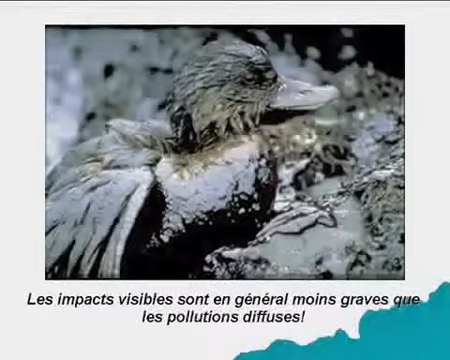 Les impacts visibles sont en général moins graves que
les pollutions diffuses!